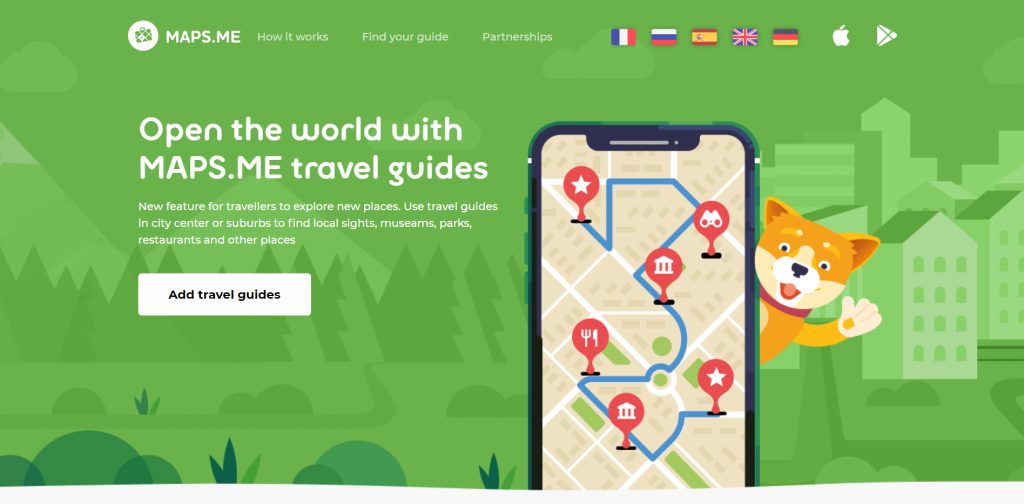 MAPS.ME
How it works
Find your guide
Partnerships
Open the world with
MAPS.ME travel guides
New feature for travellers to explore new places. Use travel guides
in city center or suburbs to find local sights, museams, parks,
restaurants and other places
Add travel guides